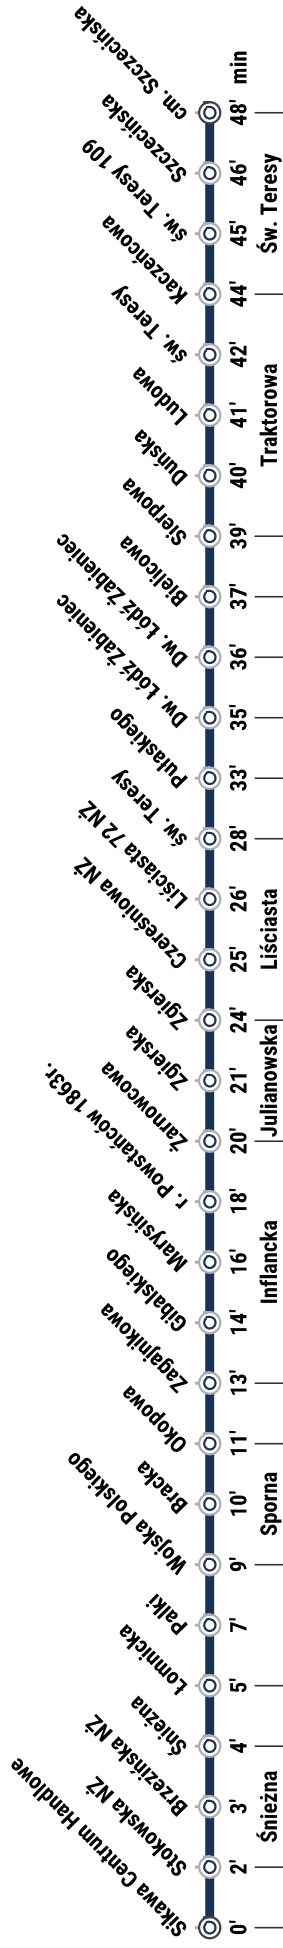 cm. Szczecińska
48'
min
Szczecińska
46'
św. Teresy 109
45'
Św. Teresy
Kaczeńcowa
44'
św. Teresy
42'
Ludowa
41'
Traktorowa
Duńska
40'
Sierpowa
39'
Bielicowa
37'
Dw. Łódź Żabieniec
36'
Dw. Łódź Żabieniec
35'
Pułaskiego
33'
św. Teresy
28'
Liściasta 72 NŻ
26'
Liściasta
Czereśniowa NŻ
25'
Zgierska
24'
Zgierska
21'
Julianowska
Żarnowcowa
20'
r. Powstańców 1863r.
18'
Marysińska
16'
Inflancka
Gibalskiego
14'
Zagajnikowa
13'
Okopowa
11'
Bracka
10'
Sporna
Wojska Polskiego
9'
Palki
7'
Łomnicka
5'
Śnieżna
4'
Brzezińska NŻ
3'
Śnieżna
Stokowska NŻ
2'
Sikawa Centrum Handlowe
0'